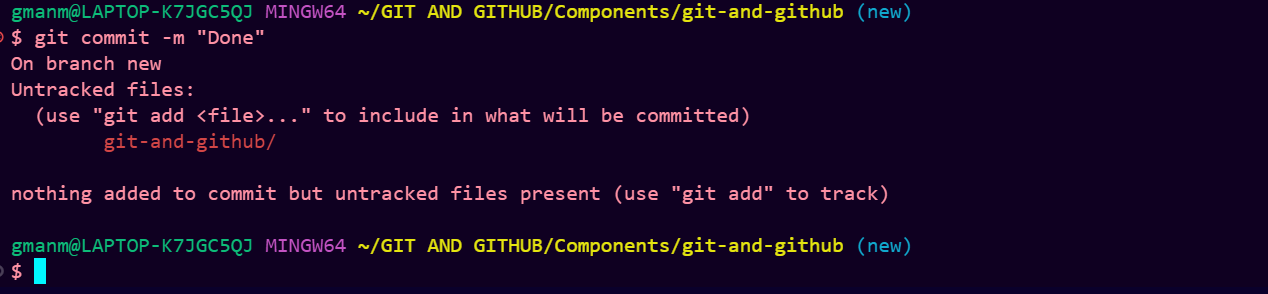 gmanm@LAPTOP-K7JGC5QJ MINGW64 ~/GIT AND GITHUB/Components/git-and-github (new)
$ git commit -m "Done"
On branch new
Untracked files:
  (use "git add <file>..." to include in what will be committed)
        git-and-github/

nothing added to commit but untracked files present (use "git add" to track)

gmanm@LAPTOP-K7JGC5QJ MINGW64 ~/GIT AND GITHUB/Components/git-and-github (new)
$